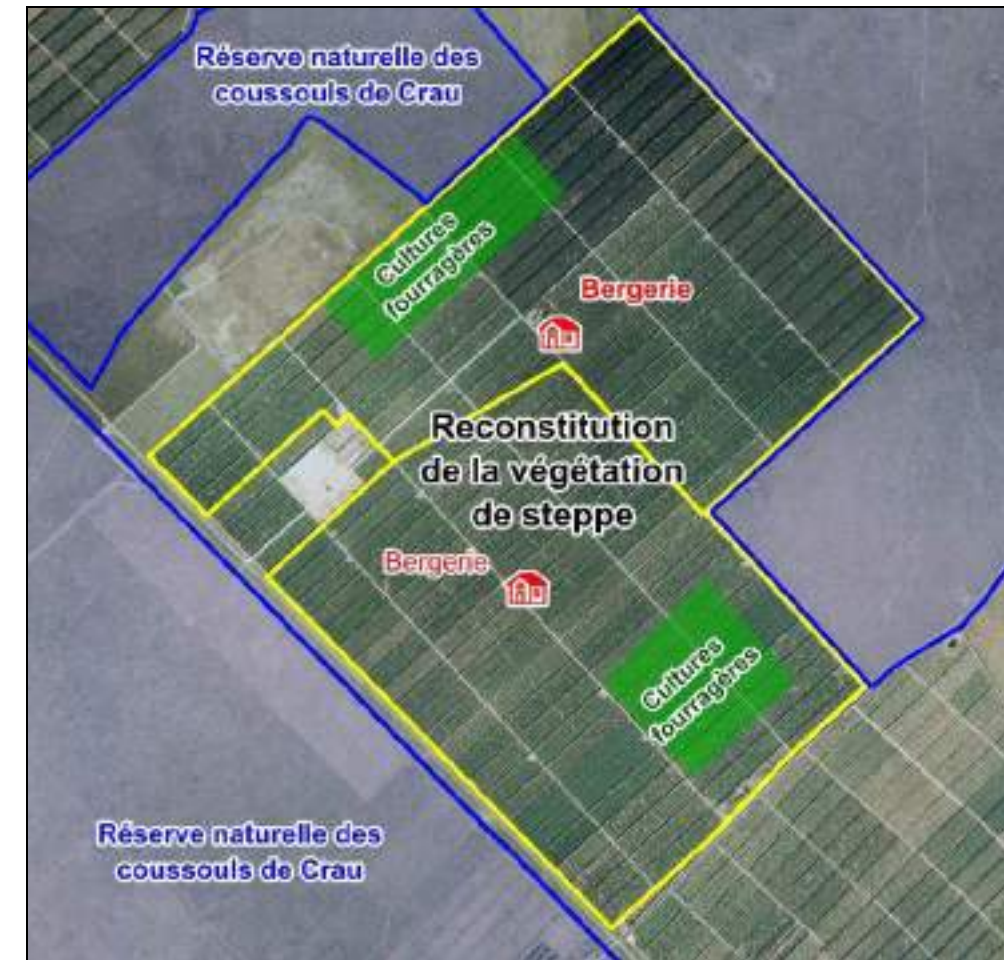 Réserve naturelle des
coussouls de Crau
Cultures
fourragères
Bergerie
Reconstitution
de la végétation
de steppe
Bergerie
Cultures
fourragères
Réserve naturelle des
coussouls de Crau